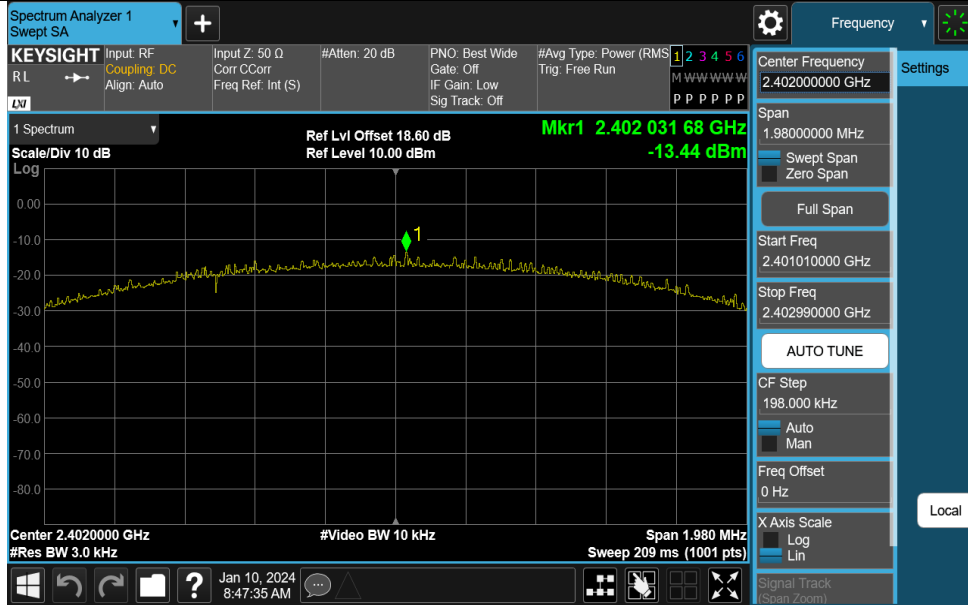 Spectrum Analyzer 1
Swept SA
Frequency
KEYSIGHT
R L
LXI
Input: RF
Coupling: DC
Align: Auto
Input Z: 50 Ω
Corr CCorr
Freq Ref: Int (S)
#Atten: 20 dB
PNO: Best Wide
Gate: Off
IF Gain: Low
Sig Track: Off
#Avg Type: Power (RMS
Trig: Free Run
1 2 3 4 5 6
M W W W W W
P P P P P P
1 Spectrum
Scale/Div 10 dB
Log
Ref Lvl Offset 18.60 dB
Ref Level 10.00 dBm
Mkr1 2.402 031 68 GHz
-13.44 dBm
1
0.00
-10.0
-20.0
-30.0
-40.0
-50.0
-60.0
-70.0
-80.0
Center 2.4020000 GHz
#Res BW 3.0 kHz
#Video BW 10 kHz
Span 1.980 MHz
Sweep 209 ms (1001 pts)
Center Frequency
2.402000000 GHz
Span
1.98000000 MHz
Swept Span
Zero Span
Full Span
Start Freq
2.401010000 GHz
Stop Freq
2.402990000 GHz
AUTO TUNE
CF Step
198.000 kHz
Auto
Man
Freq Offset
0 Hz
X Axis Scale
Log
Lin
Signal Track
(Span Zoom)
Settings
Local
?
Jan 10, 2024
8:47:35 AM